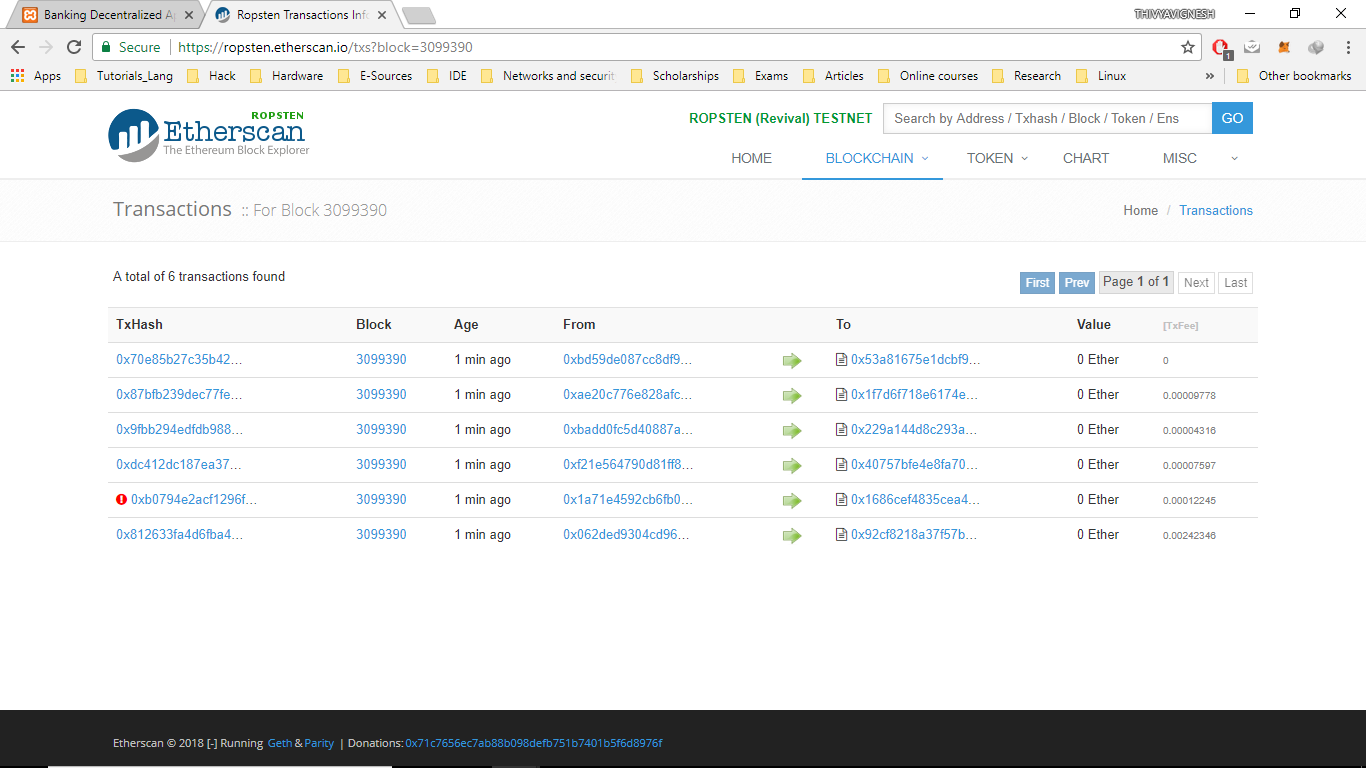 Banking Decentralized Ap
Ropsten Transactions Info
THIVYAVIGNESH
Secure https://ropsten.etherscan.io/txs?block=3099390
1
Apps Tutorials_Lang Hack Hardware E-Sources IDE Networks and securit Scholarships Exams Articles Online courses Research Linux » Other bookmarks
ROPSTEN
Etherscan
The Ethereum Block Explorer
ROPSTEN (Revival) TESTNET Search by Address / Txhash / Block / Token / Ens GO
HOME BLOCKCHAIN TOKEN CHART MISC
Transactions :: For Block 3099390
Home / Transactions
A total of 6 transactions found
First Prev Page 1 of 1 Next Last
TxHash Block Age From To Value [TxFee]
0x70e85b27c35b42... 3099390 1 min ago 0xbd59de087cc8df9... 0x53a81675e1dcbf9... 0 Ether 0
0x87bfb239dec77fe... 3099390 1 min ago 0xae20c776e828afc... 0x1f7d6f718e6174e... 0 Ether 0.00009778
0x9fbb294edfdb988... 3099390 1 min ago 0xbadd0fc5d40887a... 0x229a144d8c293a... 0 Ether 0.00004316
0xdc412dc187ea37... 3099390 1 min ago 0xf21e564790d81ff8... 0x40757bfe4e8fa70... 0 Ether 0.00007597
0xb0794e2acf1296f... 3099390 1 min ago 0x1a71e4592cb6fb0... 0x1686cef4835cea4... 0 Ether 0.00012245
0x812633fa4d6fba4... 3099390 1 min ago 0x062ded9304cd96... 0x92cf8218a37f57b... 0 Ether 0.00242346
Etherscan © 2018 [-] Running Geth & Parity | Donations: 0x71c7656ec7ab88b098defb751b7401b5f6d8976f